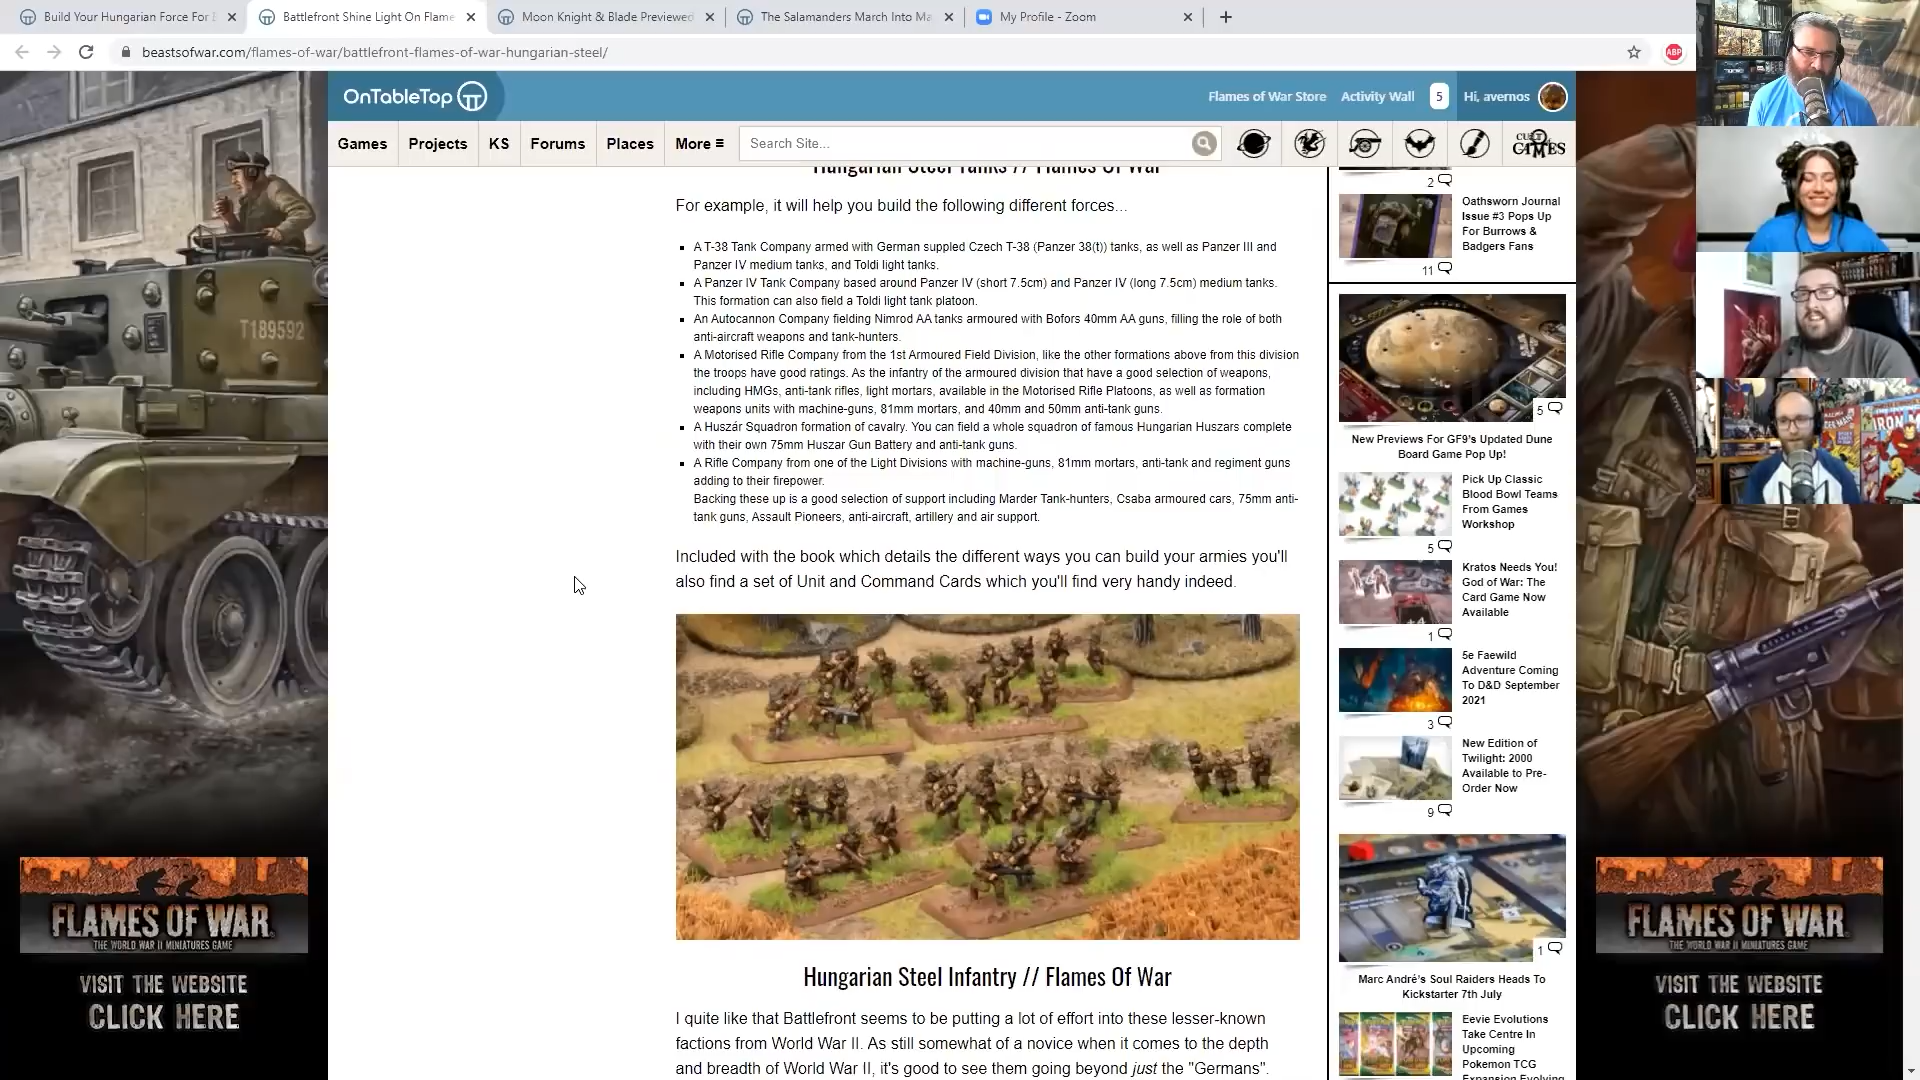 Build Your Hungarian Force For
Battlefront Shine Light On Flame
Moon Knight & Blade Previewed
The Salamanders March Into Ma
My Profile - Zoom
beastsofwar.com/flames-of-war/battlefront-flames-of-war-hungarian-steel/
ABP
OnTableTop
Flames of War Store
Activity Wall
5
Hi, avernos
Games
Projects
KS
Forums
Places
More ≡
Search Site...
CULT OF GAMES
Hungarian Steel Tanks // Flames Of War
For example, it will help you build the following different forces...
A T-38 Tank Company armed with German suppled Czech T-38 (Panzer 38(t)) tanks, as well as Panzer III and
Panzer IV medium tanks, and Toldi light tanks.
A Panzer IV Tank Company based around Panzer IV (short 7.5cm) and Panzer IV (long 7.5cm) medium tanks.
This formation can also field a Toldi light tank platoon.
An Autocannon Company fielding Nimrod AA tanks armoured with Bofors 40mm AA guns, filling the role of both
anti-aircraft weapons and tank-hunters.
A Motorised Rifle Company from the 1st Armoured Field Division, like the other formations above from this division
the troops have good ratings. As the infantry of the armoured division that have a good selection of weapons,
including HMGs, anti-tank rifles, light mortars, available in the Motorised Rifle Platoons, as well as formation
weapons units with machine-guns, 81mm mortars, and 40mm and 50mm anti-tank guns.
A Huszár Squadron formation of cavalry. You can field a whole squadron of famous Hungarian Huszars complete
with their own 75mm Huszar Gun Battery and anti-tank guns.
A Rifle Company from one of the Light Divisions with machine-guns, 81mm mortars, anti-tank and regiment guns
adding to their firepower.
Backing these up is a good selection of support including Marder Tank-hunters, Csaba armoured cars, 75mm anti-
tank guns, Assault Pioneers, anti-aircraft, artillery and air support.
Included with the book which details the different ways you can build your armies you'll
also find a set of Unit and Command Cards which you'll find very handy indeed.
Hungarian Steel Infantry // Flames Of War
I quite like that Battlefront seems to be putting a lot of effort into these lesser-known
factions from World War II. As still somewhat of a novice when it comes to the depth
and breadth of World War II, it's good to see them going beyond just the "Germans".
2
Oathsworn Journal
Issue #3 Pops Up
For Burrows &
Badgers Fans
11
5
New Previews For GF9's Updated Dune
Board Game Pop Up!
Pick Up Classic
Blood Bowl Teams
From Games
Workshop
5
Kratos Needs You!
God of War: The
Card Game Now
Available
1
5e Faewild
Adventure Coming
To D&D September
2021
3
New Edition of
Twilight: 2000
Available to Pre-
Order Now
9
1
Marc André's Soul Raiders Heads To
Kickstarter 7th July
Eevie Evolutions
Take Centre In
Upcoming
Pokemon TCG
Expansion Evolving
T189592
FLAMES OF WAR
THE WORLD WAR II MINIATURES GAME
VISIT THE WEBSITE
CLICK HERE
FLAMES OF WAR
THE WORLD WAR II MINIATURES GAME
VISIT THE WEBSITE
CLICK HERE
IRON M